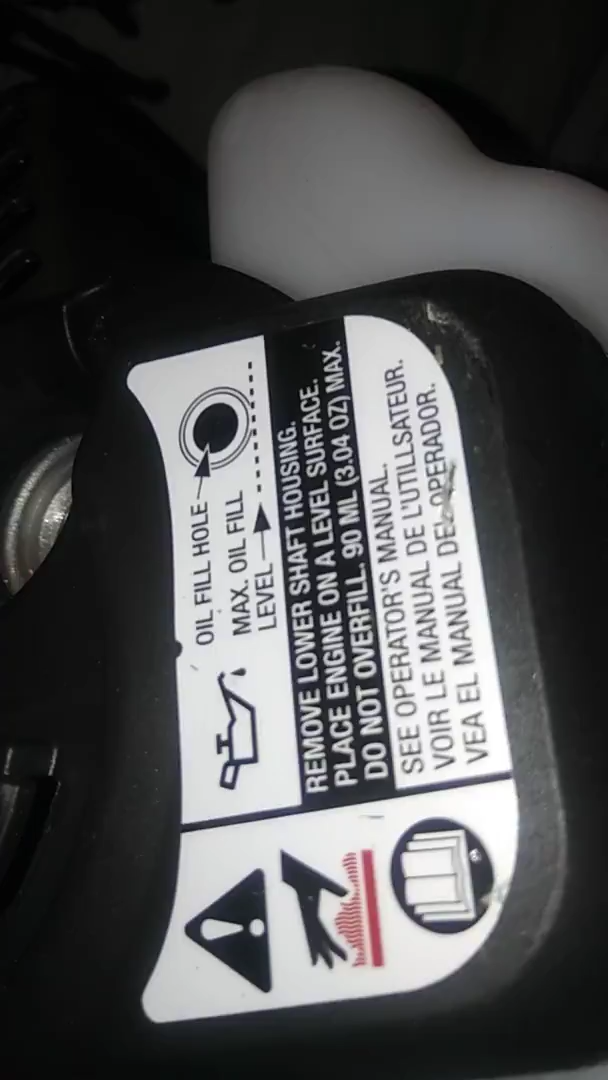 OIL FILL HOLE
MAX. OIL FILL
LEVEL
REMOVE LOWER SHAFT HOUSING.
PLACE ENGINE ON A LEVEL SURFACE.
DO NOT OVERFILL. 90 ML (3.04 OZ) MAX.
SEE OPERATOR'S MANUAL.
VOIR LE MANUAL DE L'UTILLSATEUR.
VEA EL MANUAL DEL OPERADOR.